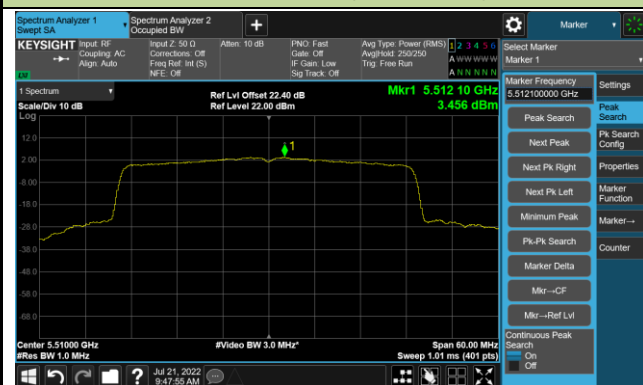 Spectrum Analyzer 1
Swept SA
Spectrum Analyzer 2
Occupied BW
+
Marker
KEYSIGHT
Input: RF
Coupling: AC
Align: Auto
Input Z: 50 Ω
Corrections: Off
Freq Ref: Int (S)
NFE: Off
Atten: 10 dB
PNO: Fast
Gate: Off
IF Gain: Low
Sig Track: Off
Avg Type: Power (RMS)
Avg|Hold: 250/250
Trig: Free Run
1 2 3 4 5 6
A W W W W W
A N N N N N
Select Marker
Marker 1
1 Spectrum
Scale/Div 10 dB
Log
Ref Lvl Offset 22.40 dB
Ref Level 22.00 dBm
Mkr1 5.512 10 GHz
3.456 dBm
12.0
2.00
-8.00
-18.0
-28.0
-38.0
-48.0
-58.0
-68.0
1
Center 5.51000 GHz
#Res BW 1.0 MHz
#Video BW 3.0 MHz*
Span 60.00 MHz
Sweep 1.01 ms (401 pts)
Marker Frequency
5.512100000 GHz
Peak Search
Next Peak
Next Pk Right
Next Pk Left
Minimum Peak
Pk-Pk Search
Marker Delta
Mkr→CF
Mkr→Ref Lvl
Continuous Peak
Search
On
Off
Settings
Peak
Search
Pk Search
Config
Properties
Marker
Function
Marker→
Counter
?
Jul 21, 2022
9:47:55 AM